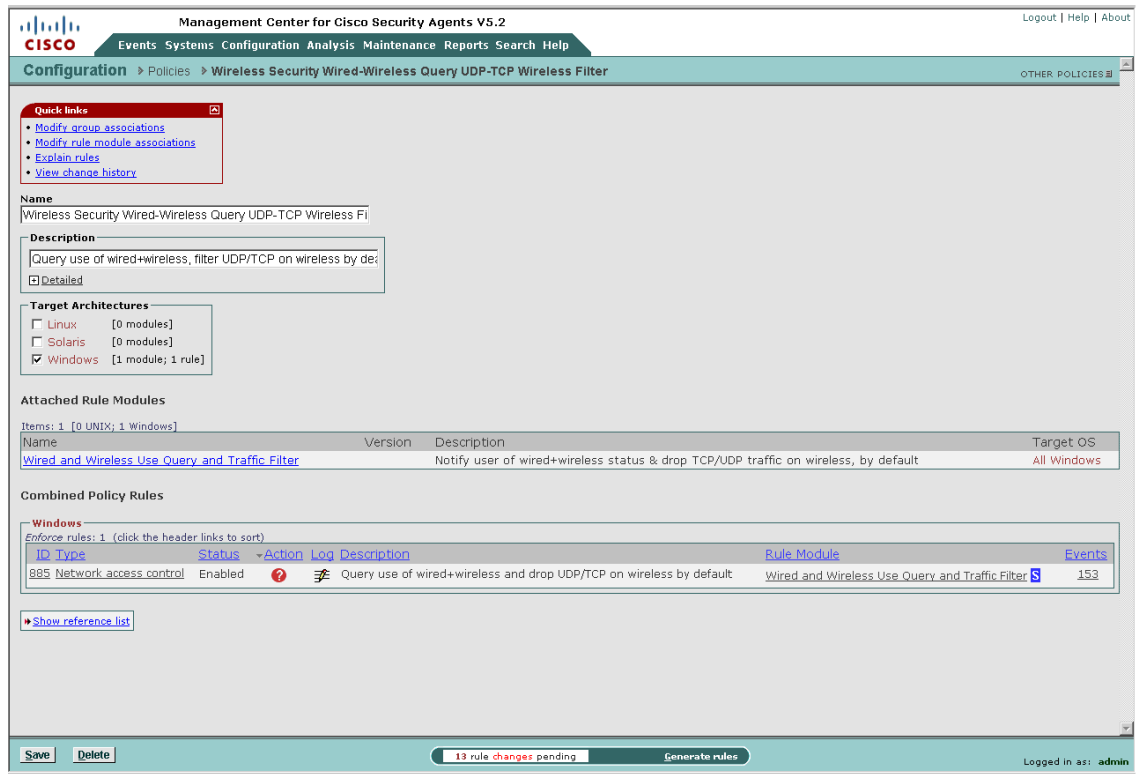 Management Center for Cisco Security Agents V5.2
Logout | Help | About
CISCO
Events Systems Configuration Analysis Maintenance Reports Search Help
Configuration Policies Wireless Security Wired-Wireless Query UDP-TCP Wireless Filter
OTHER POLICIES
Quick links
Modify group associations
Modify rule module associations
Explain rules
View change history
Name
Wireless Security Wired-Wireless Query UDP-TCP Wireless Fi
Description
Query use of wired+wireless, filter UDP/TCP on wireless by de
Detailed
Target Architectures
Linux [0 modules]
Solaris [0 modules]
Windows [1 module; 1 rule]
Attached Rule Modules
Items: 1 [0 UNIX; 1 Windows]
Name Version Description Target OS
Wired and Wireless Use Query and Traffic Filter Notify user of wired+wireless status & drop TCP/UDP traffic on wireless, by default All Windows
Combined Policy Rules
Windows
Enforce rules: 1 (click the header links to sort)
ID Type Status Action Log Description Rule Module Events
885 Network access control Enabled ? Query use of wired+wireless and drop UDP/TCP on wireless by default Wired and Wireless Use Query and Traffic Filter S 153
Show reference list
Save Delete 13 rule changes pending Generate rules
Logged in as: admin